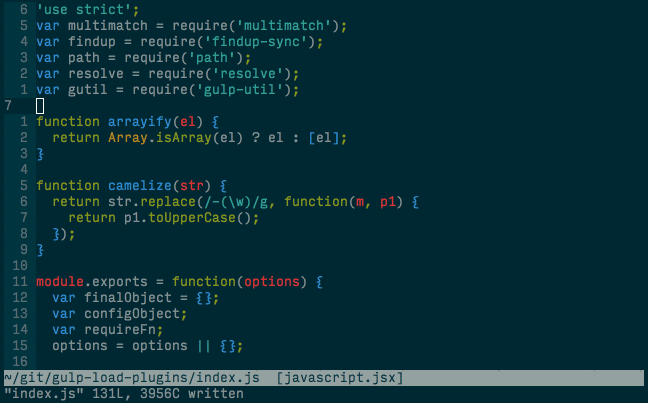 6 'use strict';
5 var multimatch = require('multimatch');
4 var findup = require('findup-sync');
3 var path = require('path');
2 var resolve = require('resolve');
1 var gutil = require('gulp-util');
7
1 function arrayify(el) {
2   return Array.isArray(el) ? el : [el];
3 }
4
5 function camelize(str) {
6   return str.replace(/-(\w)/g, function(m, p1) {
7     return p1.toUpperCase();
8   });
9 }
10
11 module.exports = function(options) {
12   var finalObject = {};
13   var configObject;
14   var requireFn;
15   options = options || {};
16
~/git/gulp-load-plugins/index.js  [javascript.jsx]
"index.js" 131L, 3956C written